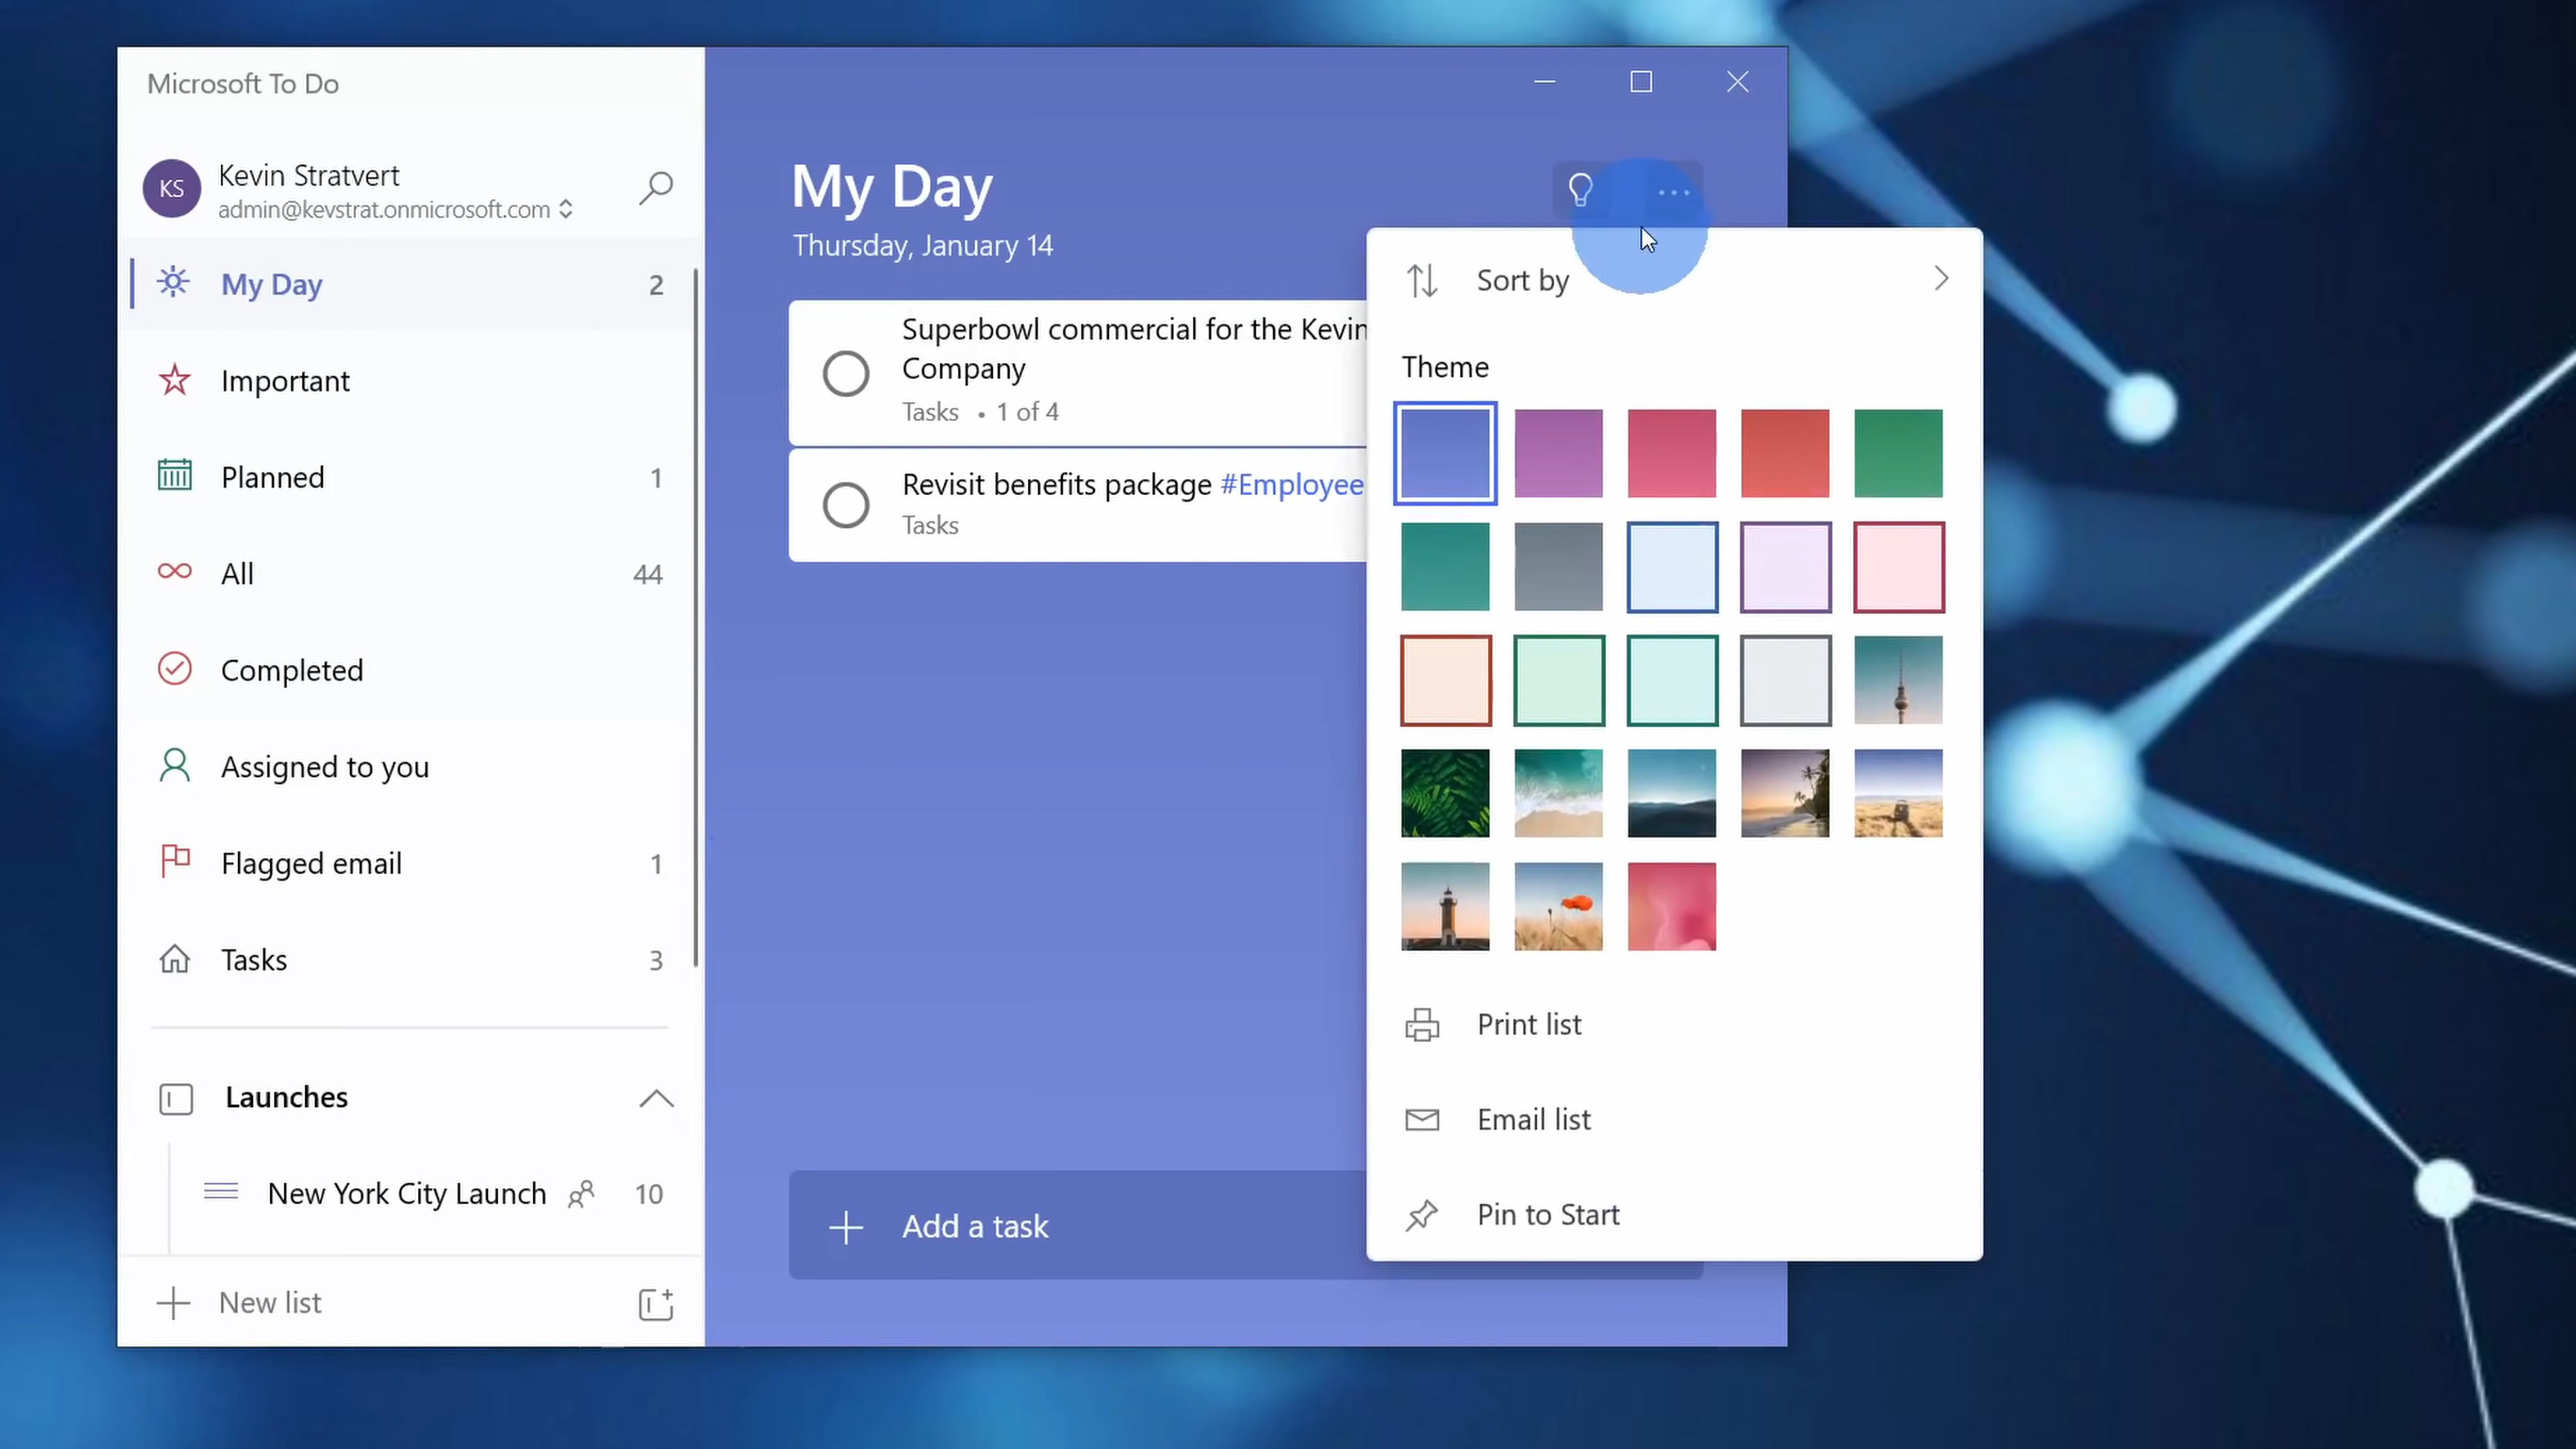 Microsoft To Do
KS
Kevin Stratvert
admin@kevstrat.onmicrosoft.com
My Day 2
Important
Planned 1
All 44
Completed
Assigned to you
Flagged email 1
Tasks 3
Launches
New York City Launch 10
New list
My Day
Thursday, January 14
Superbowl commercial for the Kevin
Company
Tasks • 1 of 4
Revisit benefits package #Employee
Tasks
Add a task
Sort by
Theme
Print list
Email list
Pin to Start